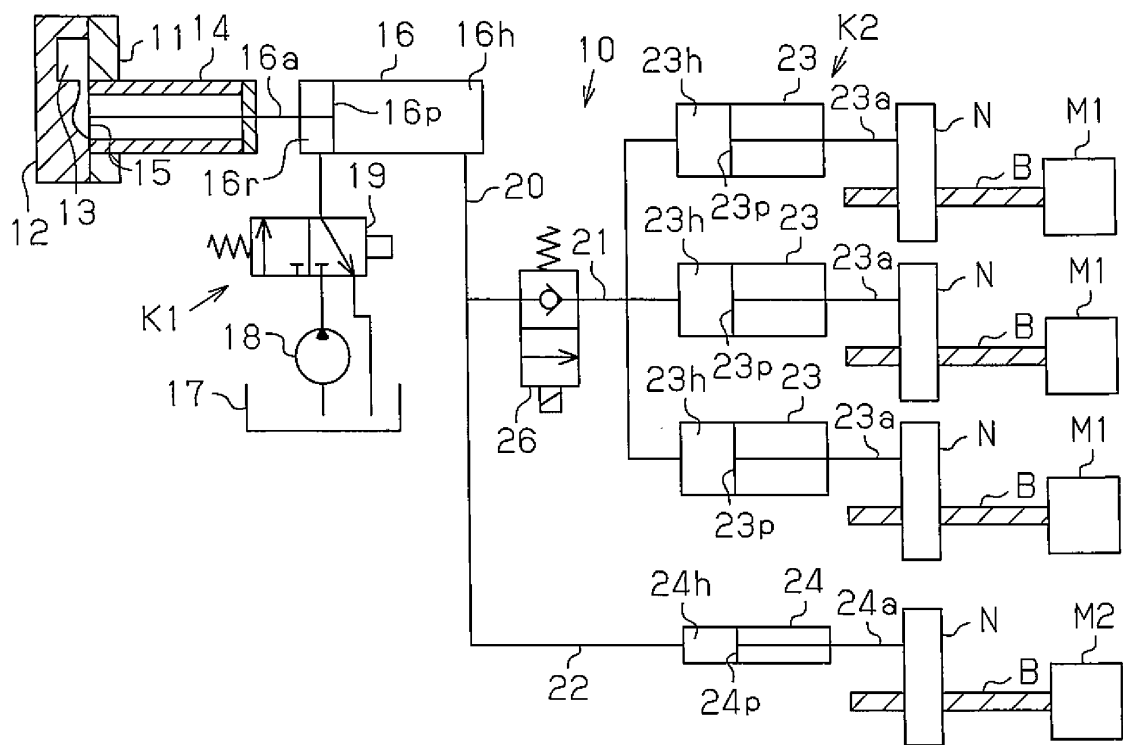 11 14 16 16h 10 K2
16a 23h 23 23a N M1
16p B
16r 19 20 23p
12 13 15
23h 21 23 23a N M1
K1 B
18 23p
17 26 23h 23 23a N M1
B
23p
24h 24 24a N M2
B
22 24p